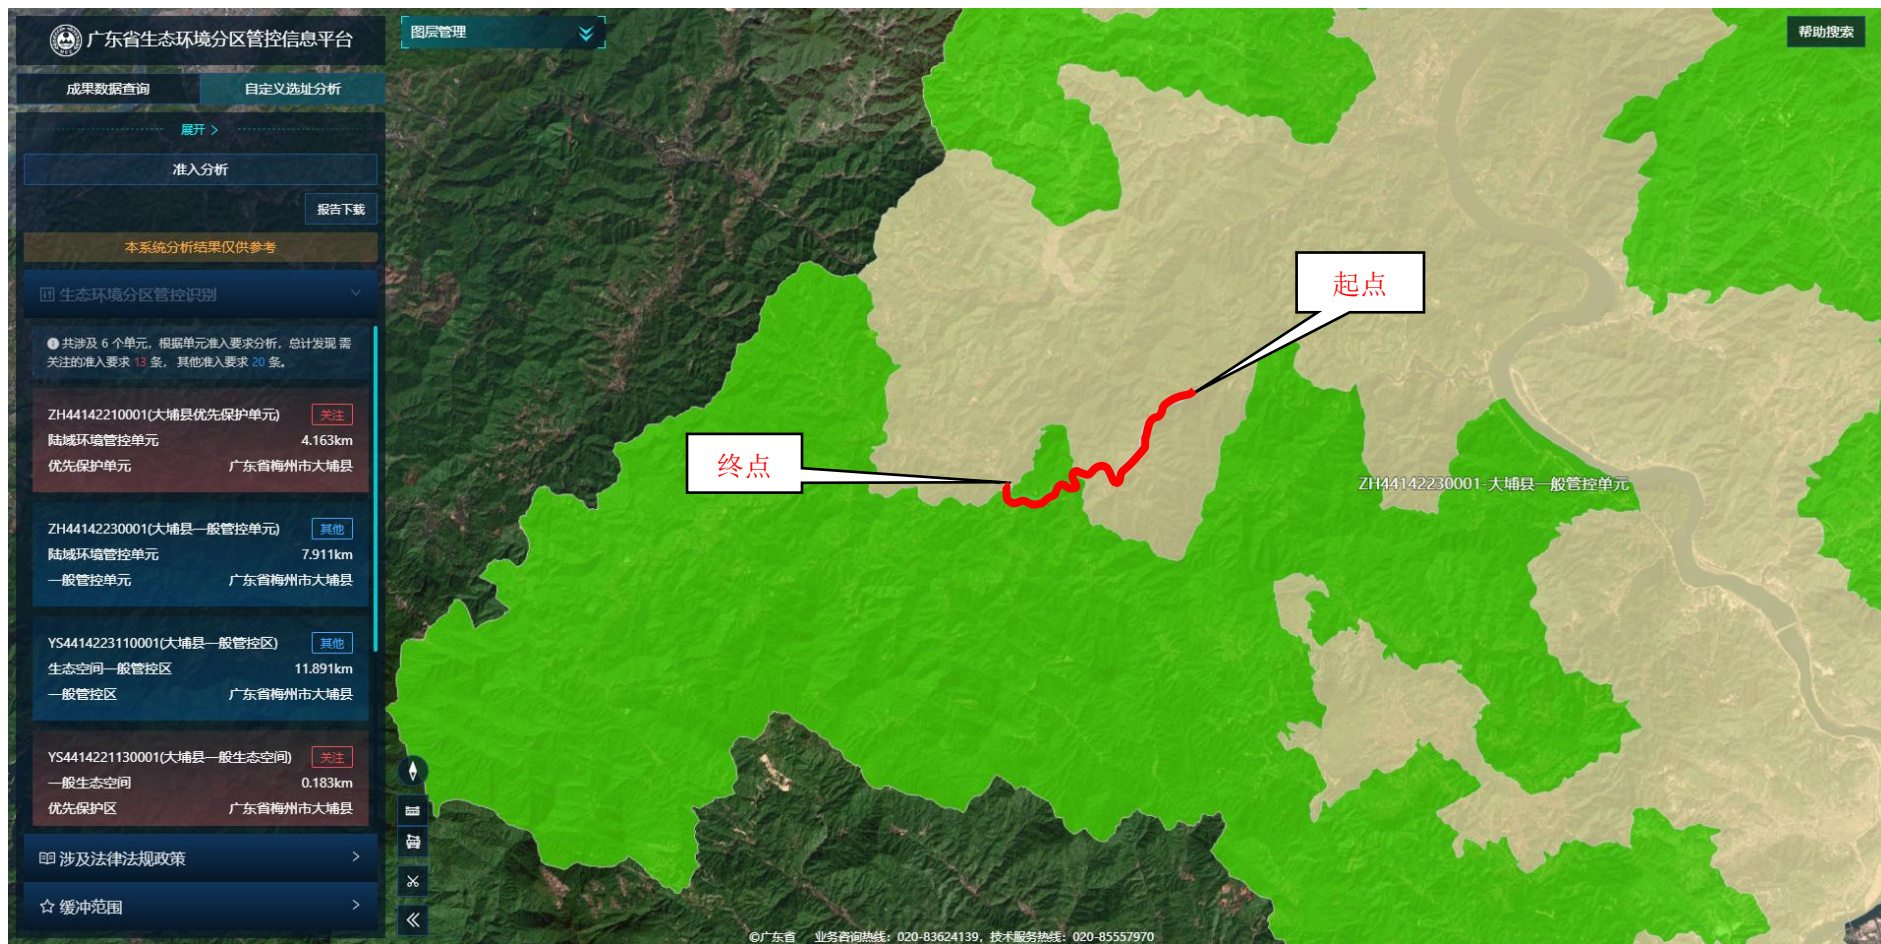 广东省生态环境分区管控信息平台
成果数据查询
自定义选址分析
展开 >
准入分析
报告下载
本系统分析结果仅供参考
生态环境分区管控识别
共涉及 6 个单元，根据单元准入要求分析，总计发现 需
关注的准入要求 13 条， 其他准入要求 20 条。
ZH44142210001(大埔县优先保护单元) 关注
陆域环境管控单元 4.163km
优先保护单元 广东省梅州市大埔县
ZH44142230001(大埔县一般管控单元) 其他
陆域环境管控单元 7.911km
一般管控单元 广东省梅州市大埔县
YS4414223110001(大埔县一般管控区) 其他
生态空间一般管控区 11.891km
一般管控区 广东省梅州市大埔县
YS4414221130001(大埔县一般生态空间) 关注
一般生态空间 0.183km
优先保护区 广东省梅州市大埔县
涉及法律法规政策
缓冲范围
图层管理
帮助搜索
起点
终点
ZH44142230001-大埔县一般管控单元
©广东省 业务咨询热线：020-83624139，技术服务热线：020-85557970